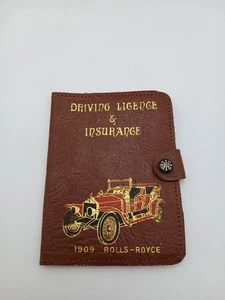 DRIVING LICENCE
&
INSURANCE
1909 ROLLS-ROYCE